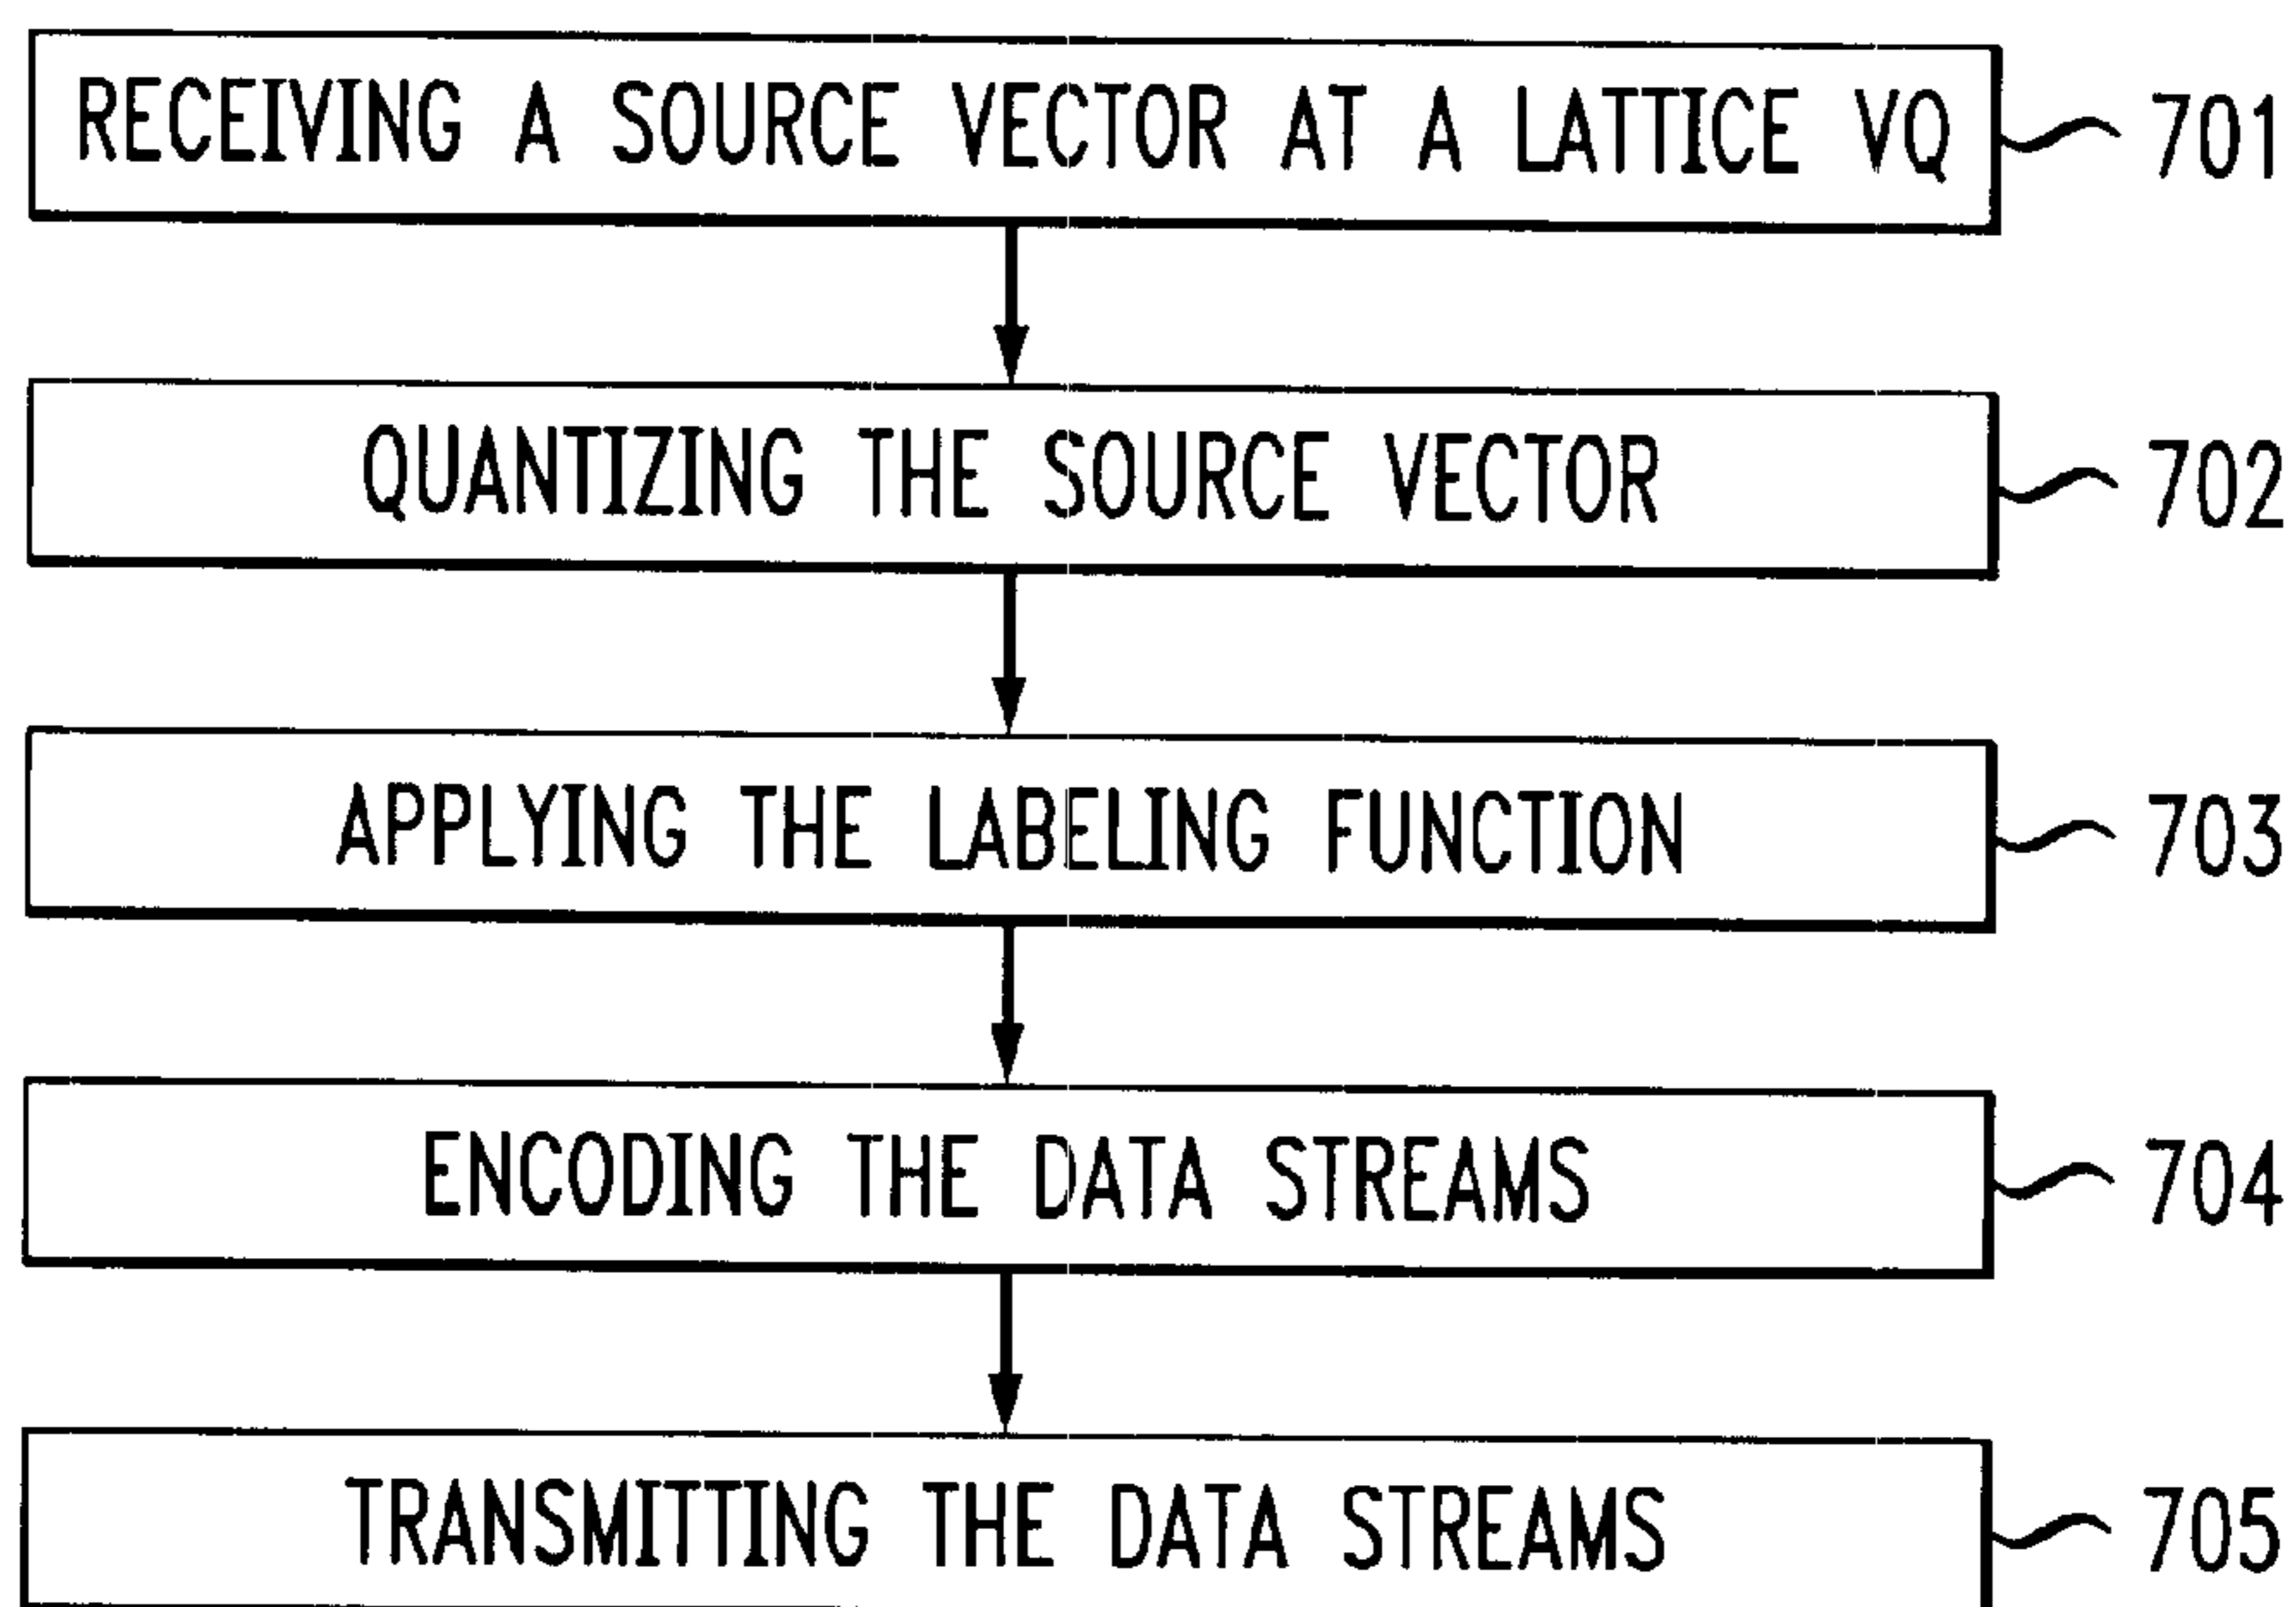 RECEIVING A SOURCE VECTOR AT A LATTICE VQ 701
QUANTIZING THE SOURCE VECTOR 702
APPLYING THE LABELING FUNCTION 703
ENCODING THE DATA STREAMS 704
TRANSMITTING THE DATA STREAMS 705